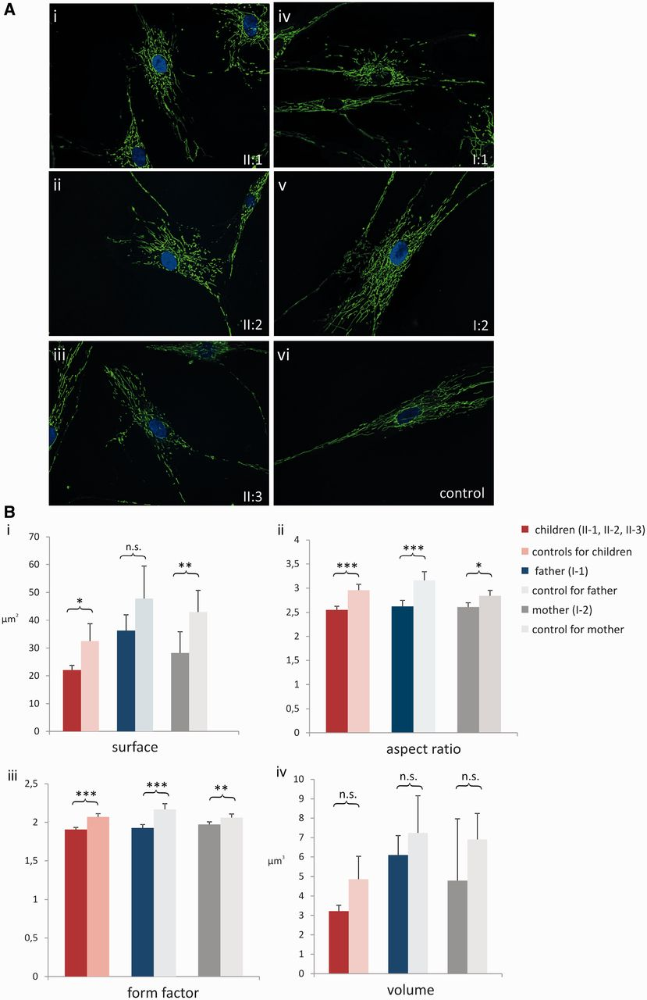 A
i
II:1
iv
I:1
ii
II:2
v
I:2
iii
II:3
vi
control
B
i
70
60
50
40
30
20
10
0
µm²
*
n.s.
**
surface
ii
4
3,5
3
2,5
2
1,5
1
0,5
0
***
***
*
aspect ratio
children (II-1, II-2, II-3)
controls for children
father (I-1)
control for father
mother (I-2)
control for mother
iii
2,5
2
1,5
1
0,5
0
***
***
**
form factor
iv
10
9
8
7
6
5
4
3
2
1
0
µm³
n.s.
n.s.
n.s.
volume